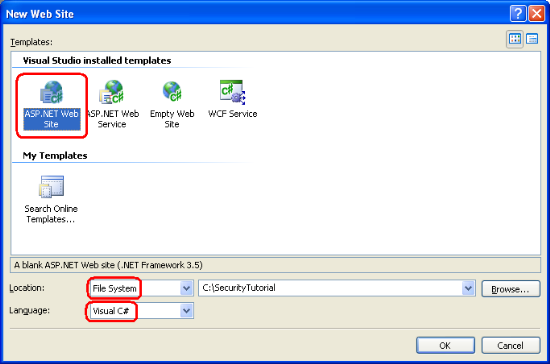 New Web Site
Templates:
Visual Studio installed templates
ASP.NET Web Site
ASP.NET Web Service
Empty Web Site
WCF Service
My Templates
Search Online Templates...
A blank ASP.NET Web site (.NET Framework 3.5)
Location:
File System
C:\SecurityTutorial
Browse...
Language:
Visual C#
OK
Cancel